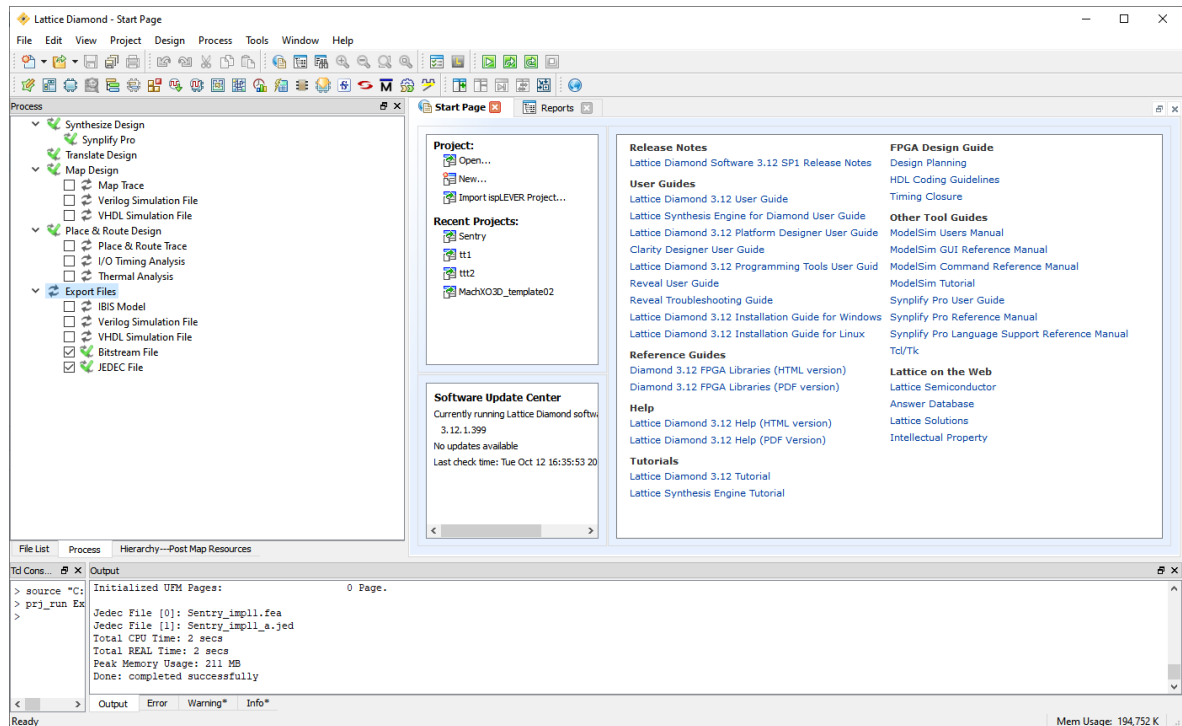 Lattice Diamond - Start Page
File Edit View Project Design Process Tools Window Help
Process
Synthesize Design
Synplify Pro
Translate Design
Map Design
Map Trace
Verilog Simulation File
VHDL Simulation File
Place & Route Design
Place & Route Trace
I/O Timing Analysis
Thermal Analysis
Export Files
IBIS Model
Verilog Simulation File
VHDL Simulation File
Bitstream File
JEDEC File
File List Process Hierarchy---Post Map Resources
Start Page Reports
Project:
Open...
New...
Import ispLEVER Project...
Recent Projects:
Sentry
tt1
ttt2
MachXO3D_template02
Software Update Center
Currently running Lattice Diamond softwa
3.12.1.399
No updates available
Last check time: Tue Oct 12 16:35:53 20
Release Notes
Lattice Diamond Software 3.12 SP1 Release Notes
User Guides
Lattice Diamond 3.12 User Guide
Lattice Synthesis Engine for Diamond User Guide
Lattice Diamond 3.12 Platform Designer User Guide
Clarity Designer User Guide
Lattice Diamond 3.12 Programming Tools User Guid
Reveal User Guide
Reveal Troubleshooting Guide
Lattice Diamond 3.12 Installation Guide for Windows
Lattice Diamond 3.12 Installation Guide for Linux
Reference Guides
Diamond 3.12 FPGA Libraries (HTML version)
Diamond 3.12 FPGA Libraries (PDF version)
Help
Lattice Diamond 3.12 Help (HTML version)
Lattice Diamond 3.12 Help (PDF Version)
Tutorials
Lattice Diamond 3.12 Tutorial
Lattice Synthesis Engine Tutorial
FPGA Design Guide
Design Planning
HDL Coding Guidelines
Timing Closure
Other Tool Guides
ModelSim Users Manual
ModelSim GUI Reference Manual
ModelSim Command Reference Manual
ModelSim Tutorial
Synplify Pro User Guide
Synplify Pro Reference Manual
Synplify Pro Language Support Reference Manual
Tcl/Tk
Lattice on the Web
Lattice Semiconductor
Answer Database
Lattice Solutions
Intellectual Property
Tcl Cons...
> source "C:
> prj_run Ex
>
Output
Initialized UFM Pages: 0 Page.
Jedec File [0]: Sentry_impl1.fea
Jedec File [1]: Sentry_impl1_a.jed
Total CPU Time: 2 secs
Total REAL Time: 2 secs
Peak Memory Usage: 211 MB
Done: completed successfully
Output Error Warning* Info*
Ready
Mem Usage: 194,752 K